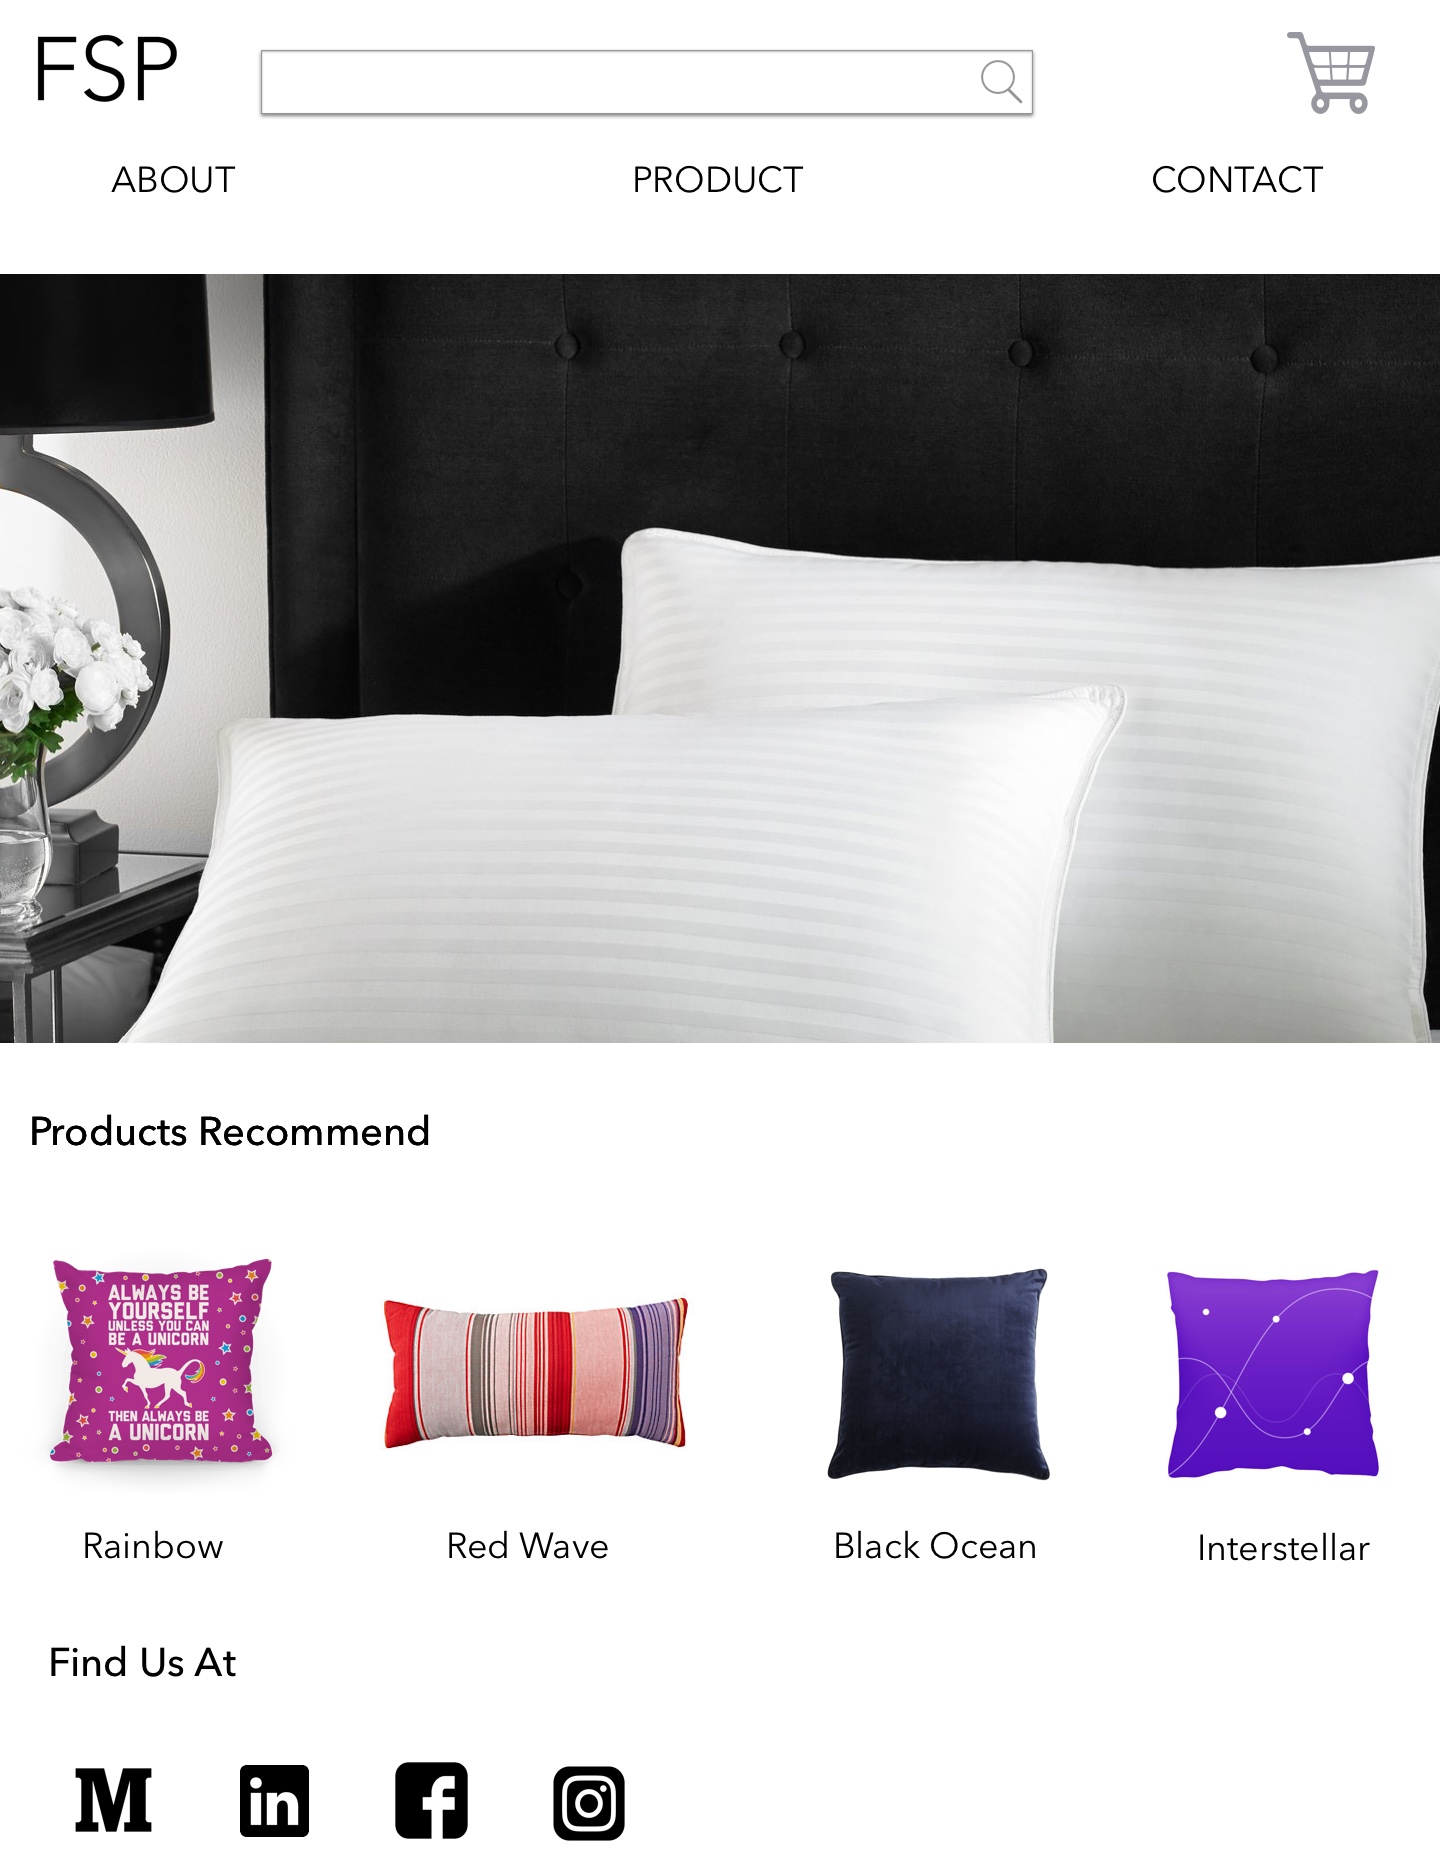 FSP
ABOUT PRODUCT CONTACT
Products Recommend
ALWAYS BE
YOURSELF
UNLESS YOU CAN
BE A UNICORN
THEN ALWAYS BE
A UNICORN
Rainbow Red Wave Black Ocean Interstellar
Find Us At
M in f